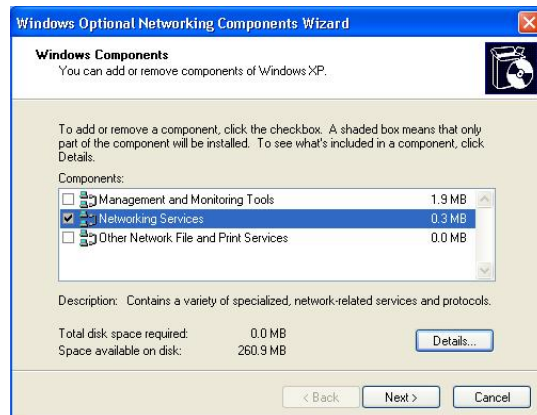 Windows Optional Networking Components Wizard
Windows Components
You can add or remove components of Windows XP.
To add or remove a component, click the checkbox. A shaded box means that only
part of the component will be installed. To see what's included in a component, click
Details.
Components:
Management and Monitoring Tools 1.9 MB
Networking Services 0.3 MB
Other Network File and Print Services 0.0 MB
Description: Contains a variety of specialized, network-related services and protocols.
Total disk space required: 0.0 MB
Space available on disk: 260.9 MB
Details...
< Back Next > Cancel